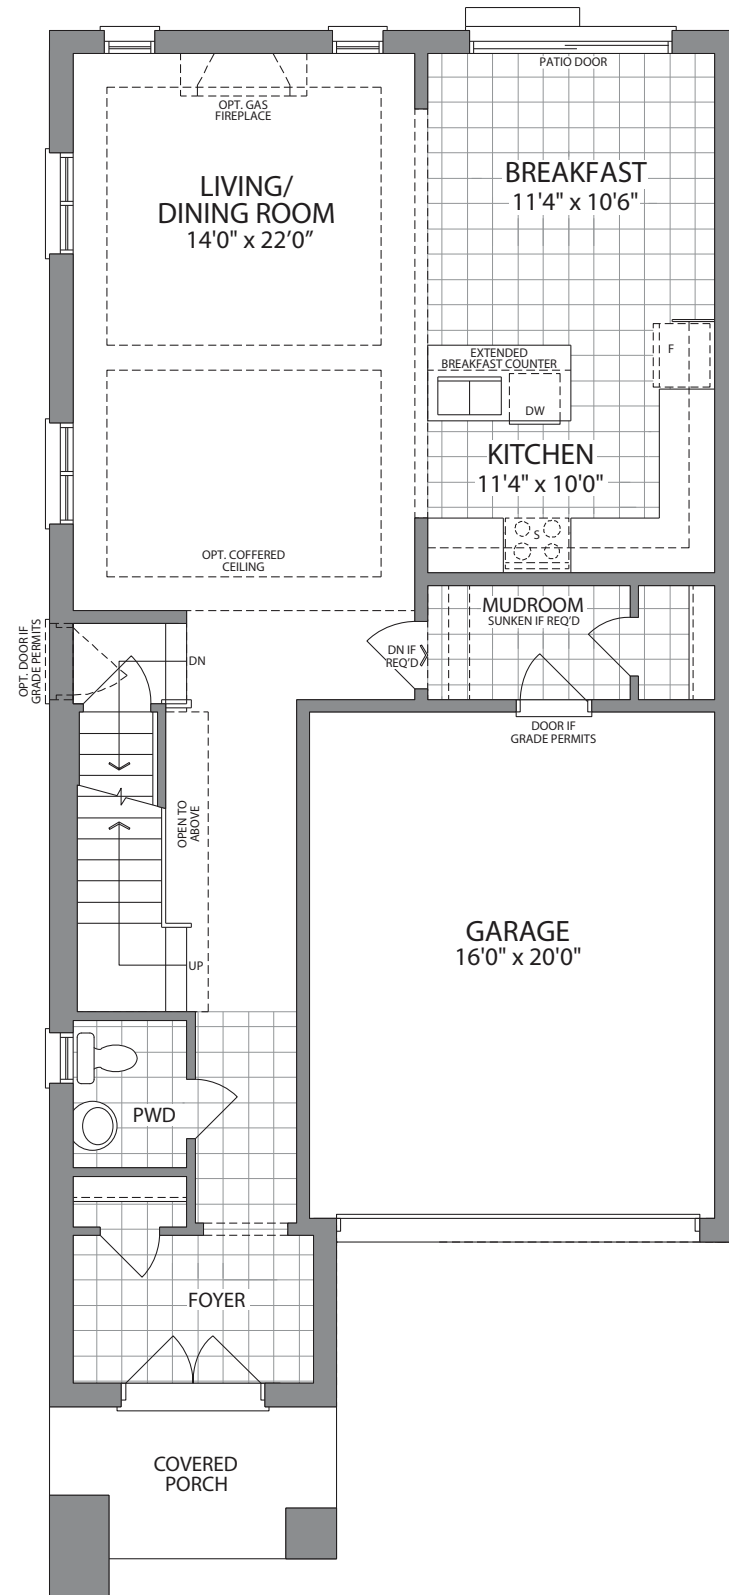 PATIO DOOR
OPT. GAS
FIREPLACE
BREAKFAST
11'4" x 10'6"
LIVING/
DINING ROOM
14'0" x 22'0”
F
EXTENDED
BREAKFAST COUNTER
DW
KITCHEN
11'4" x 10'0"
S
OPT. COFFERED
CEILING
MUDROOM
SUNKEN IF REQ'D
OPT. DOOR IF
GRADE PERMITS
DN
DN IF
REQ'D
DOOR IF
GRADE PERMITS
OPEN TO
ABOVE
GARAGE
16'0" x 20'0"
UP
PWD
FOYER
COVERED
PORCH